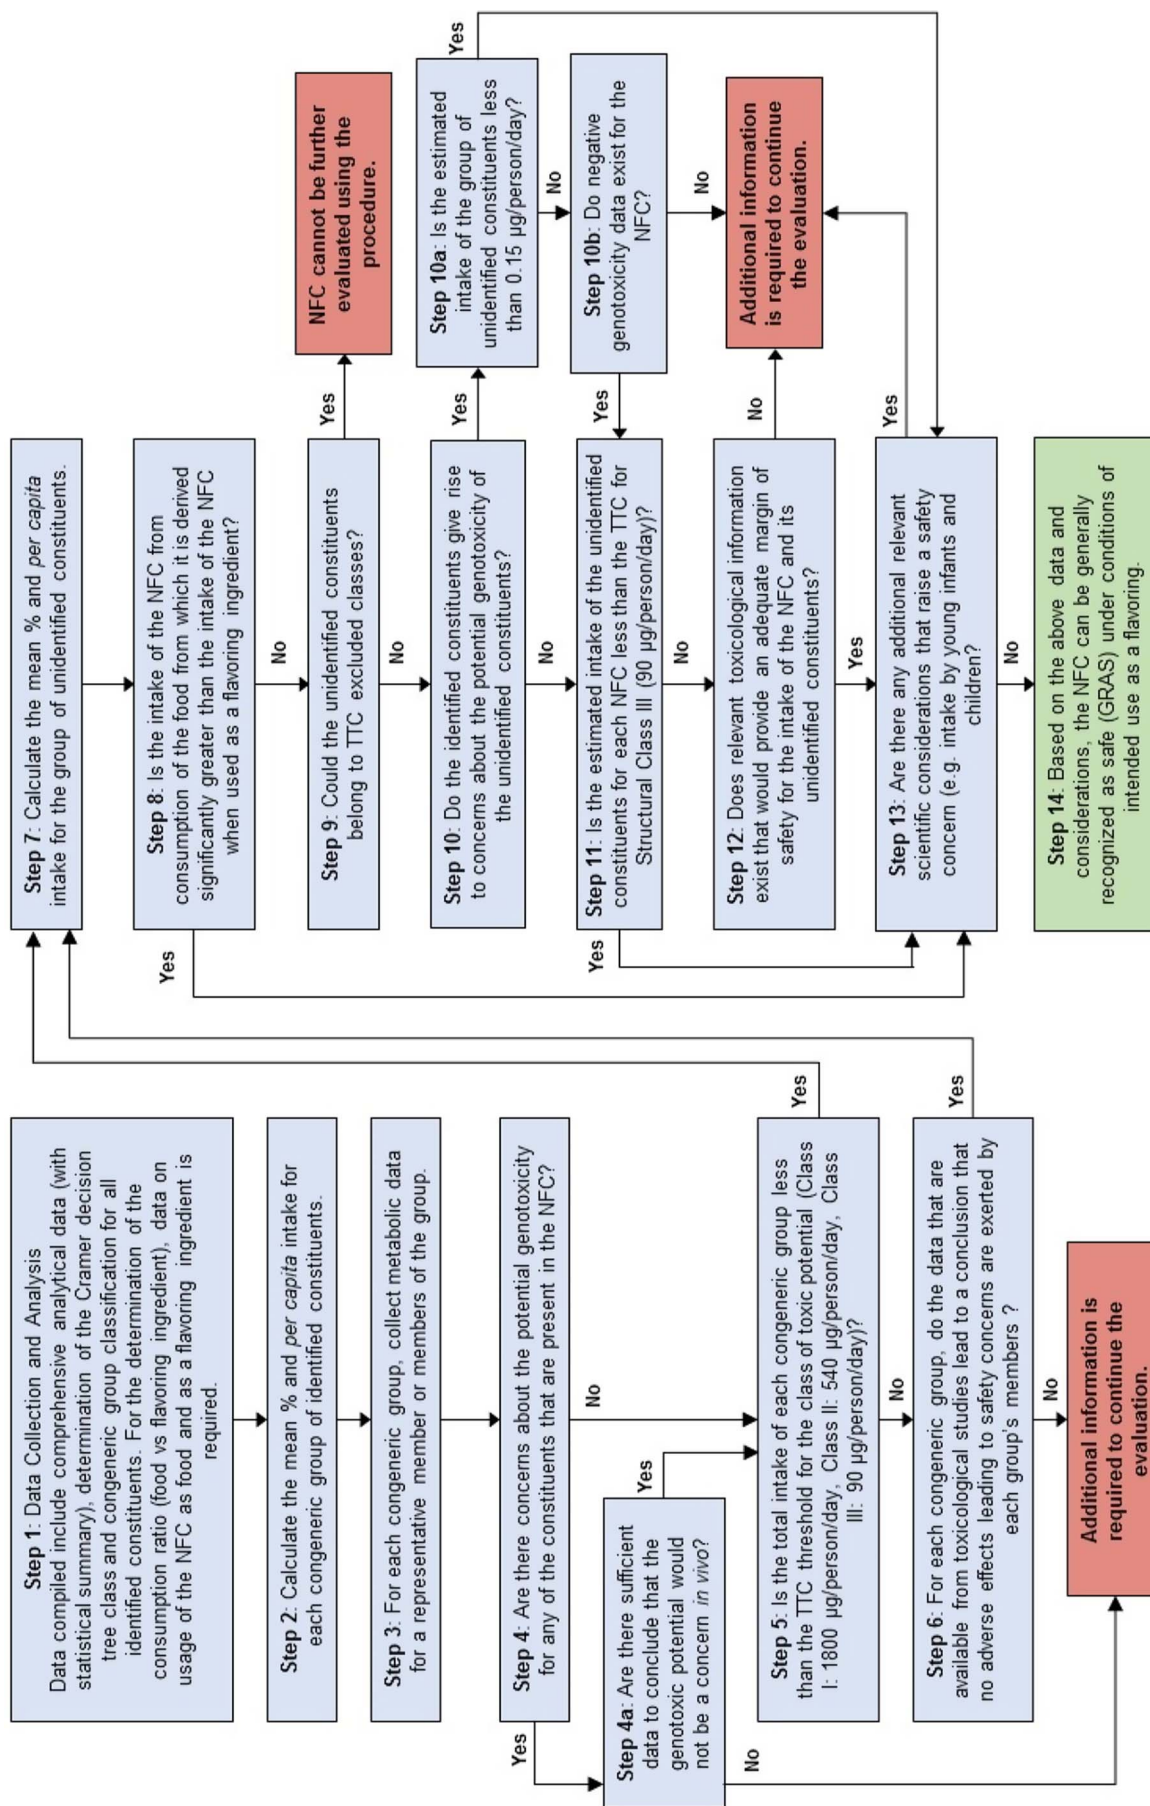 Step 1: Data Collection and Analysis
Data compiled include comprehensive analytical data (with
statistical summary), determination of the Cramer decision
tree class and congeneric group classification for all
identified constituents. For the determination of the
consumption ratio (food vs flavoring ingredient), data on
usage of the NFC as food and as a flavoring ingredient is
required.
Step 2: Calculate the mean % and per capita intake for
each congeneric group of identified constituents.
Step 3: For each congeneric group, collect metabolic data
for a representative member or members of the group.
Step 4: Are there concerns about the potential genotoxicity
for any of the constituents that are present in the NFC?
Yes
No
Step 4a: Are there sufficient
data to conclude that the
genotoxic potential would
not be a concern in vivo?
Yes
No
Step 5: Is the total intake of each congeneric group less
than the TTC threshold for the class of toxic potential (Class
I: 1800 µg/person/day, Class II: 540 µg/person/day, Class
III: 90 µg/person/day)?
Yes
No
Step 6: For each congeneric group, do the data that are
available from toxicological studies lead to a conclusion that
no adverse effects leading to safety concerns are exerted by
each group's members ?
Yes
No
Additional information is
required to continue the
evaluation.
Step 7: Calculate the mean % and per capita
intake for the group of unidentified constituents.
Step 8: Is the intake of the NFC from
consumption of the food from which it is derived
significantly greater than the intake of the NFC
when used as a flavoring ingredient?
Yes
No
Step 9: Could the unidentified constituents
belong to TTC excluded classes?
Yes
No
NFC cannot be further
evaluated using the
procedure.
Step 10: Do the identified constituents give rise
to concerns about the potential genotoxicity of
the unidentified constituents?
Yes
No
Step 10a: Is the estimated
intake of the group of
unidentified constituents less
than 0.15 µg/person/day?
Yes
No
Step 10b: Do negative
genotoxicity data exist for the
NFC?
Yes
No
Step 11: Is the estimated intake of the unidentified
constituents for each NFC less than the TTC for
Structural Class III (90 µg/person/day)?
Yes
No
Step 12: Does relevant toxicological information
exist that would provide an adequate margin of
safety for the intake of the NFC and its
unidentified constituents?
No
Yes
Additional information
is required to continue
the evaluation.
Step 13: Are there any additional relevant
scientific considerations that raise a safety
concern (e.g. intake by young infants and
children?
Yes
No
Step 14: Based on the above data and
considerations, the NFC can be generally
recognized as safe (GRAS) under conditions of
intended use as a flavoring.